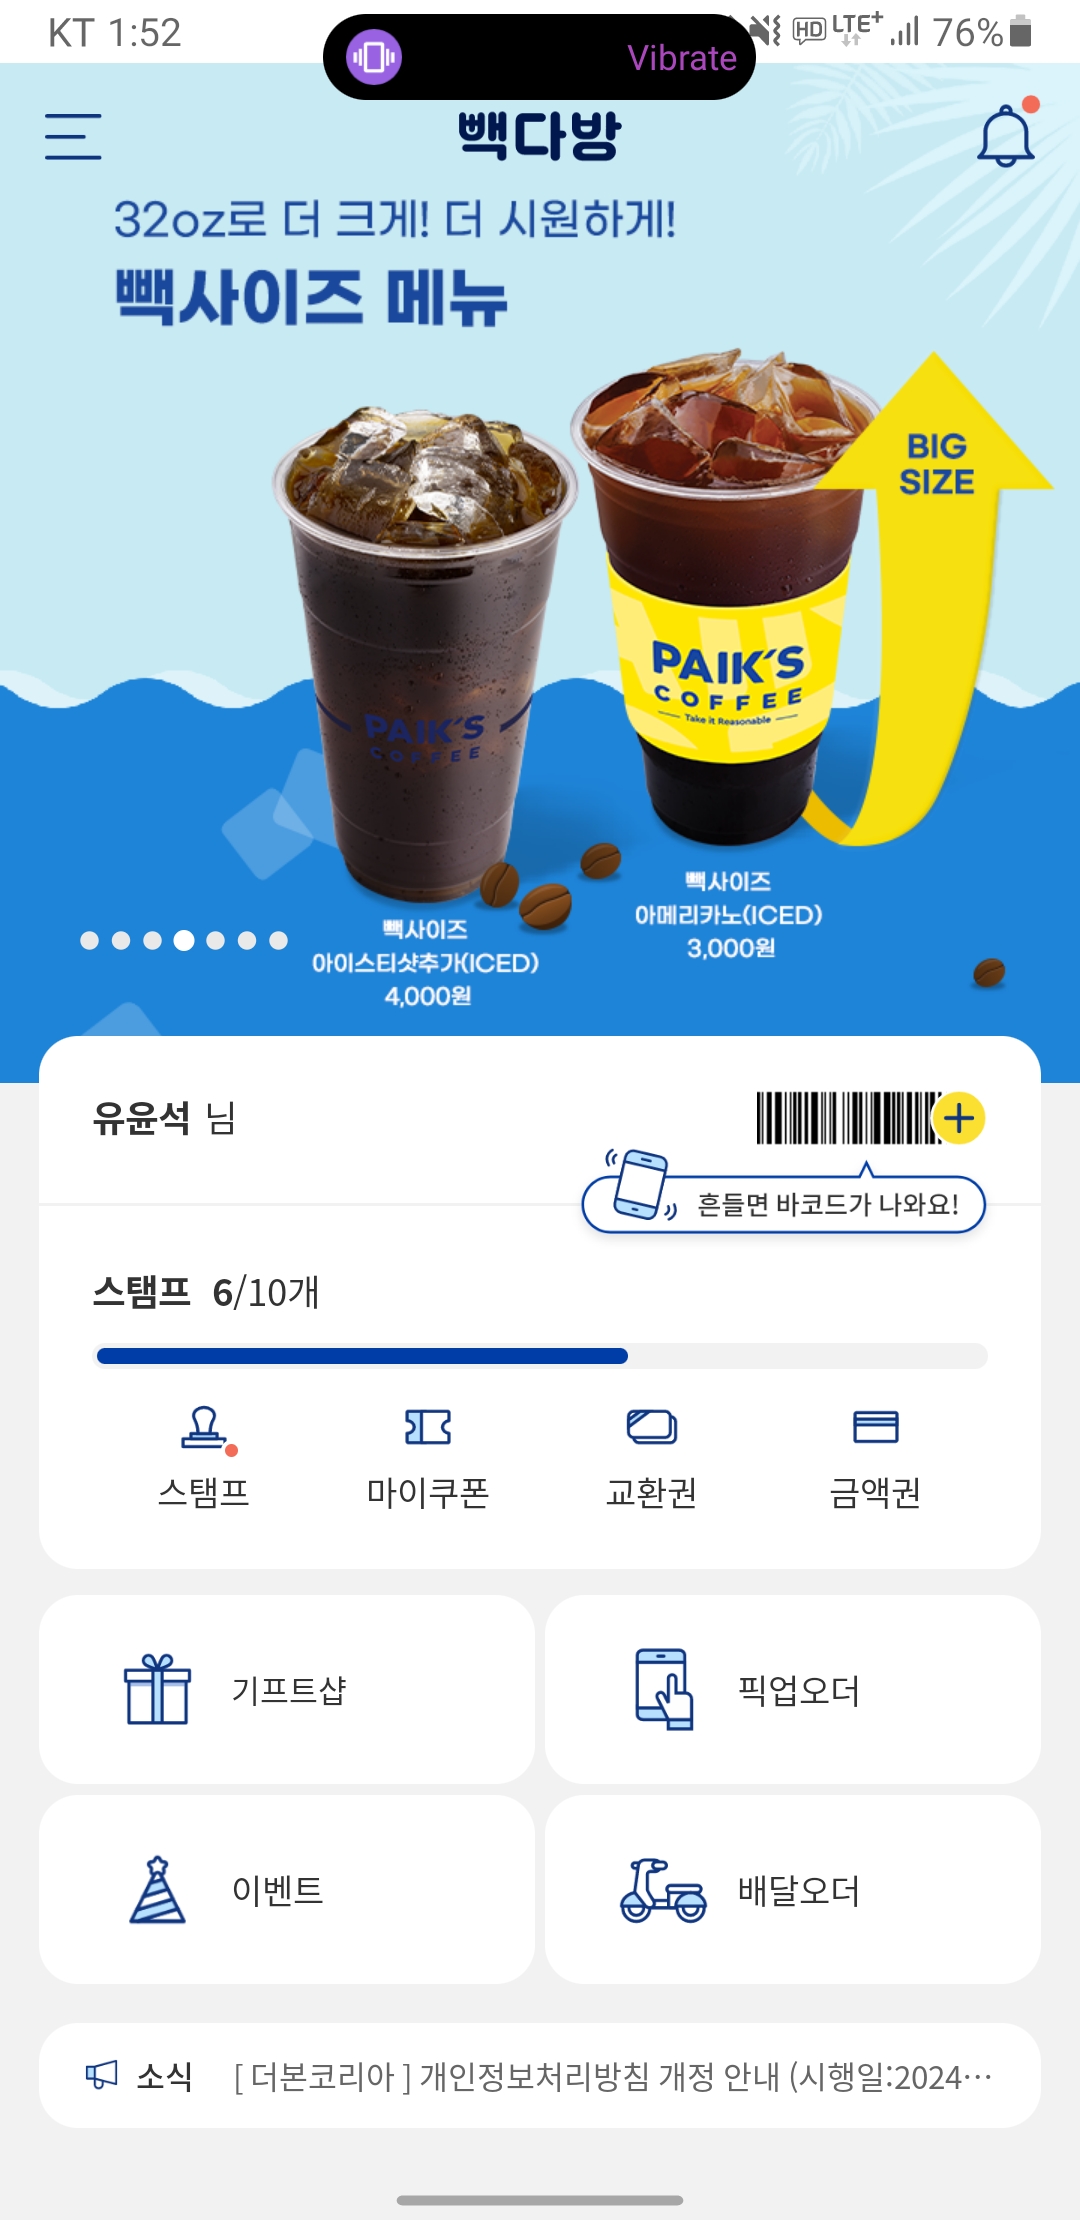 KT 1:52
Vibrate
HD LTE+ 76%
빽다방
32oz로 더 크게! 더 시원하게!
빽사이즈 메뉴
BIG
SIZE
PAIK'S
COFFEE
Take it Reasonable
PAIK'S
COFFEE
빽사이즈
아메리카노(ICED)
3,000원
빽사이즈
아이스티샷추가(ICED)
4,000원
유윤석 님
흔들면 바코드가 나와요!
스탬프 6/10개
스탬프 마이쿠폰 교환권 금액권
기프트샵 픽업오더
이벤트 배달오더
소식 [ 더본코리아 ] 개인정보처리방침 개정 안내 (시행일:2024…